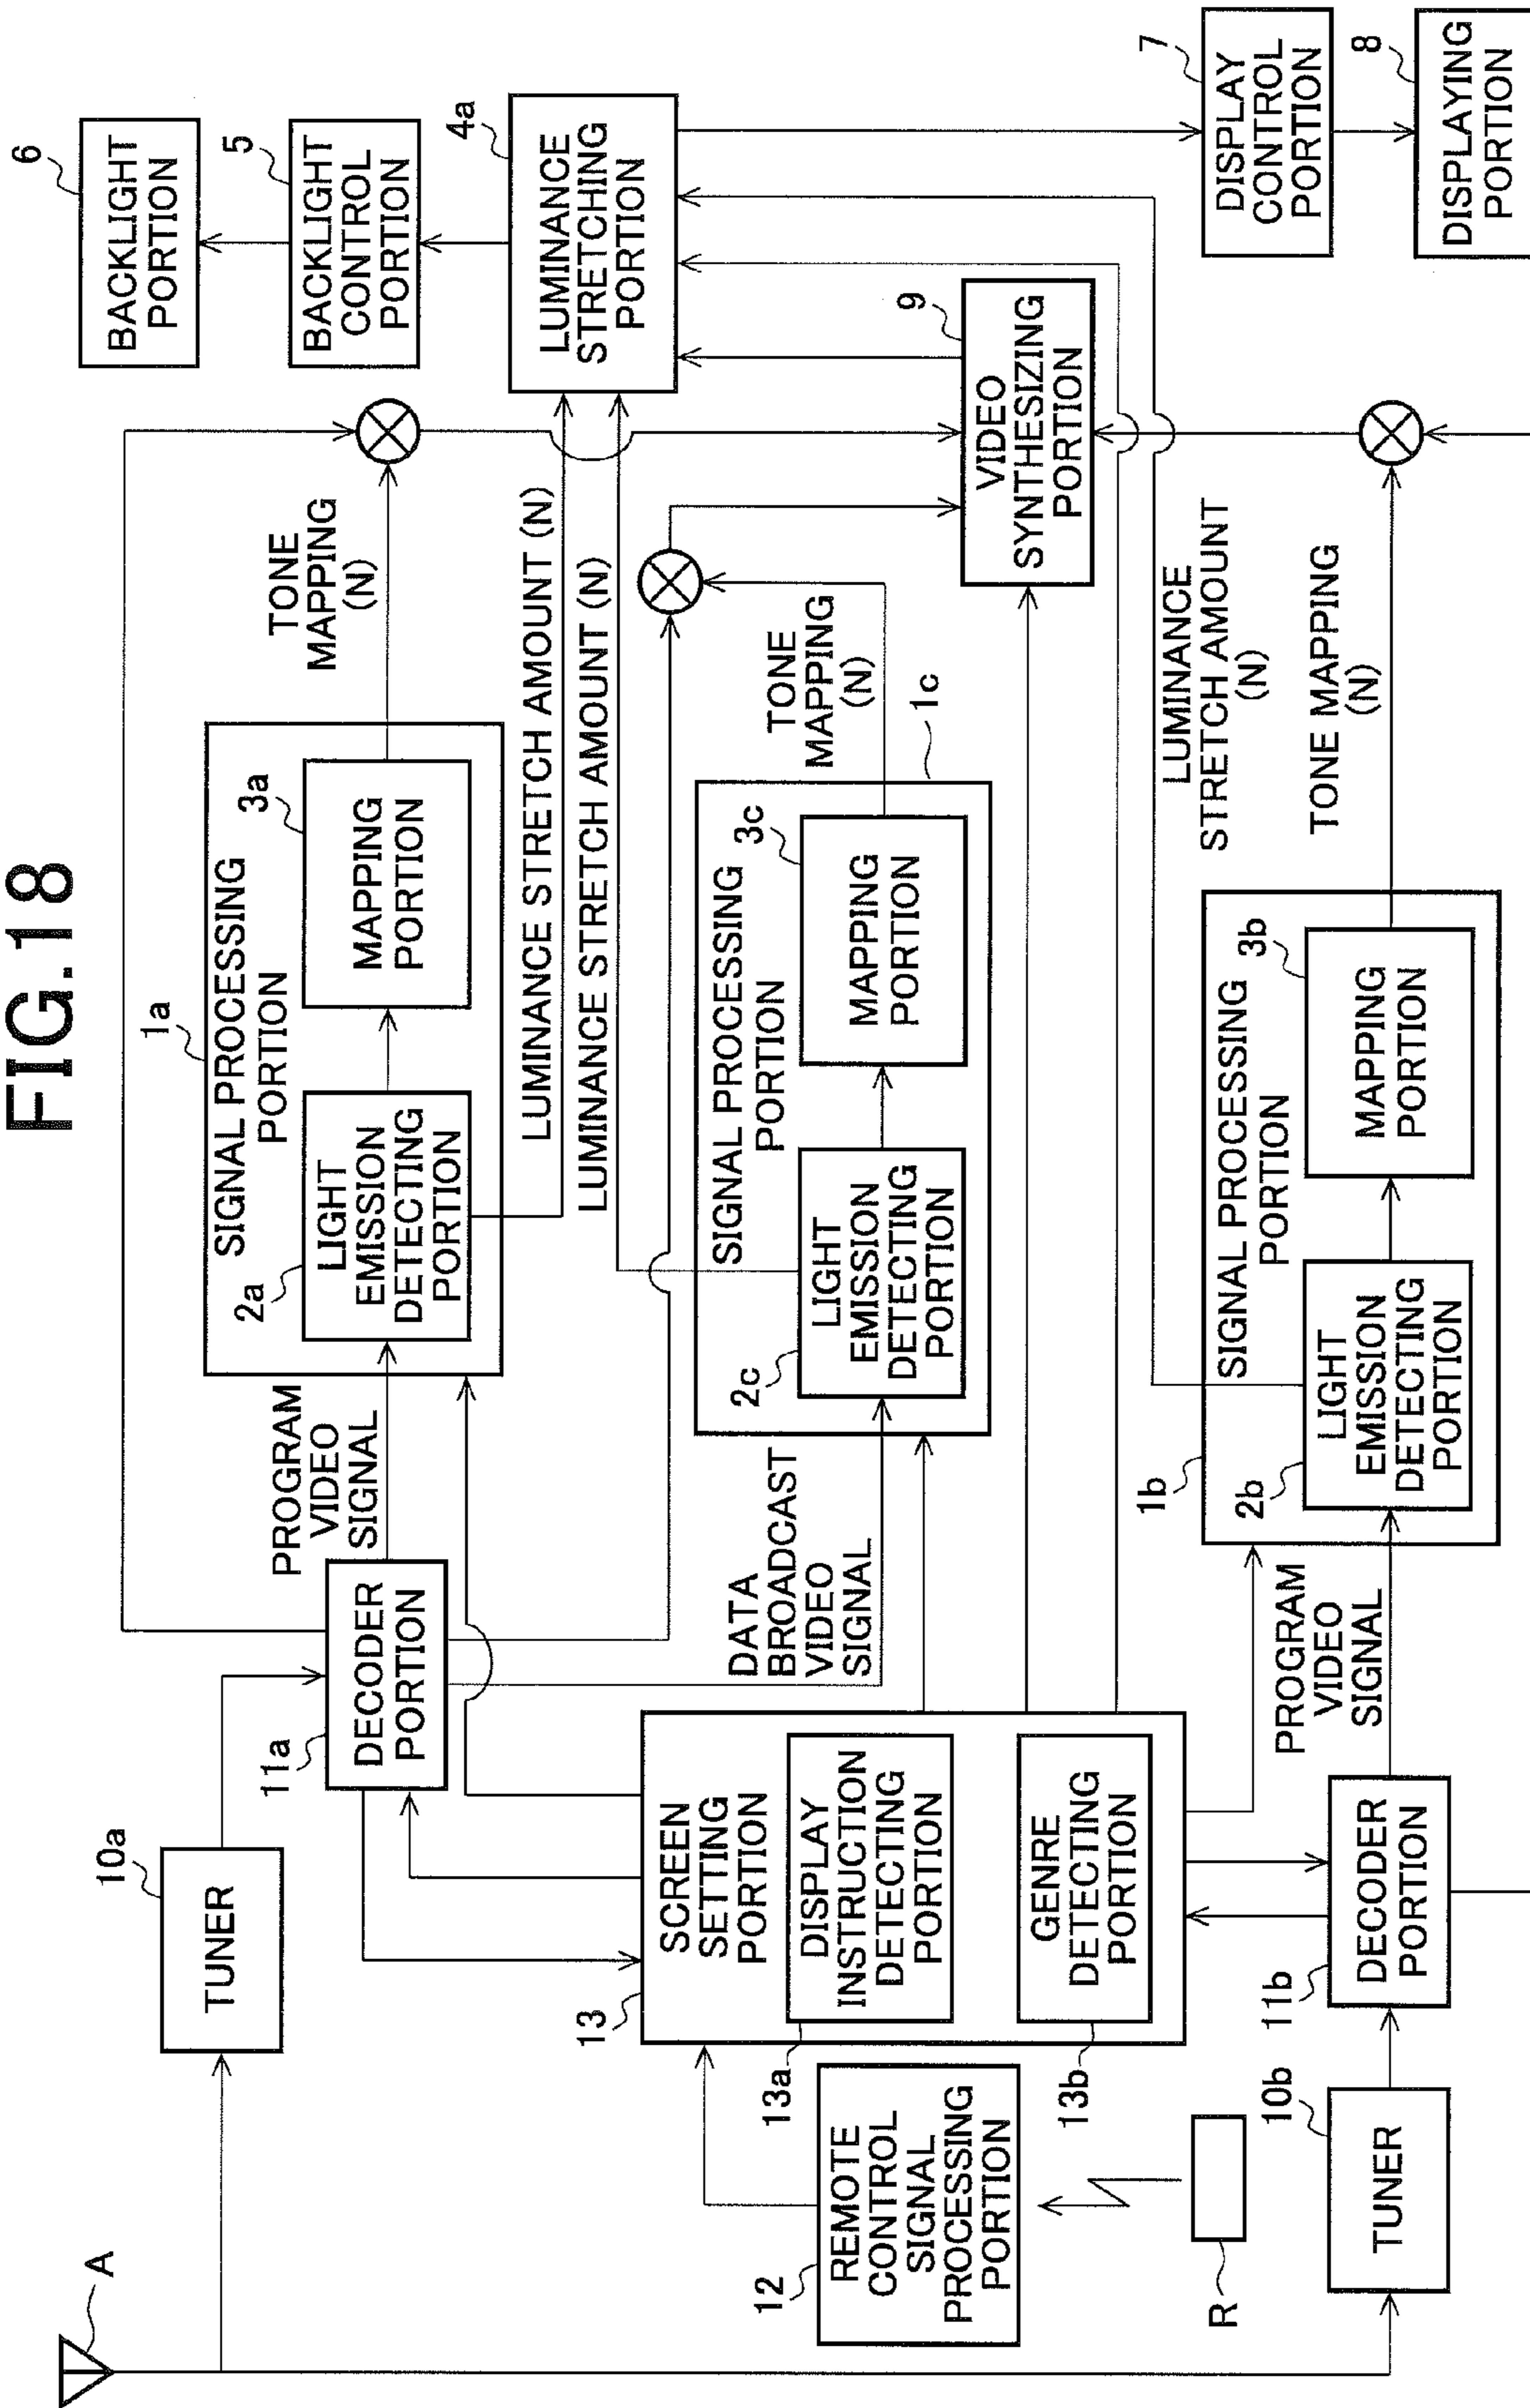 FIG.18
A
10a
TUNER
11a
DECODER
PORTION
PROGRAM
VIDEO
SIGNAL
1a
SIGNAL PROCESSING
PORTION
2a
LIGHT
EMISSION
DETECTING
PORTION
3a
MAPPING
PORTION
TONE
MAPPING
(N)
6
BACKLIGHT
PORTION
5
BACKLIGHT
CONTROL
PORTION
4a
LUMINANCE
STRETCHING
PORTION
LUMINANCE STRETCH AMOUNT (N)
LUMINANCE STRETCH AMOUNT (N)
12
REMOTE
CONTROL
SIGNAL
PROCESSING
PORTION
R
13
SCREEN
SETTING
PORTION
13a
DISPLAY
INSTRUCTION
DETECTING
PORTION
13b
GENRE
DETECTING
PORTION
DATA
BROADCAST
VIDEO
SIGNAL
SIGNAL PROCESSING
PORTION
1c
2c
LIGHT
EMISSION
DETECTING
PORTION
3c
MAPPING
PORTION
TONE
MAPPING
(N)
9
VIDEO
SYNTHESIZING
PORTION
10b
TUNER
11b
DECODER
PORTION
PROGRAM
VIDEO
SIGNAL
1b
SIGNAL PROCESSING
PORTION
2b
LIGHT
EMISSION
DETECTING
PORTION
3b
MAPPING
PORTION
LUMINANCE
STRETCH AMOUNT
(N)
TONE MAPPING
(N)
7
DISPLAY
CONTROL
PORTION
8
DISPLAYING
PORTION